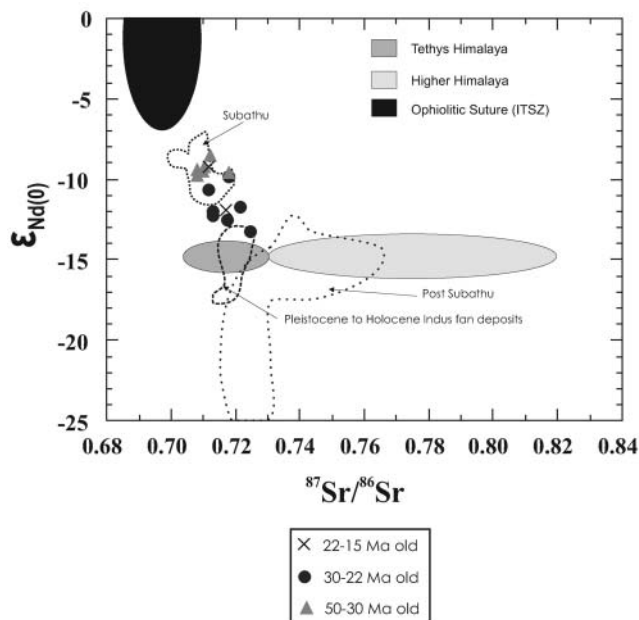 0
-5
-10
-15
-20
-25
εNd(0)
Tethys Himalaya
Higher Himalaya
Ophiolitic Suture (ITSZ)
Subathu
Post Subathu
Pleistocene to Holocene Indus fan deposits
0.68 0.70 0.72 0.74 0.76 0.78 0.80 0.82 0.84
87Sr/86Sr
22-15 Ma old
30-22 Ma old
50-30 Ma old